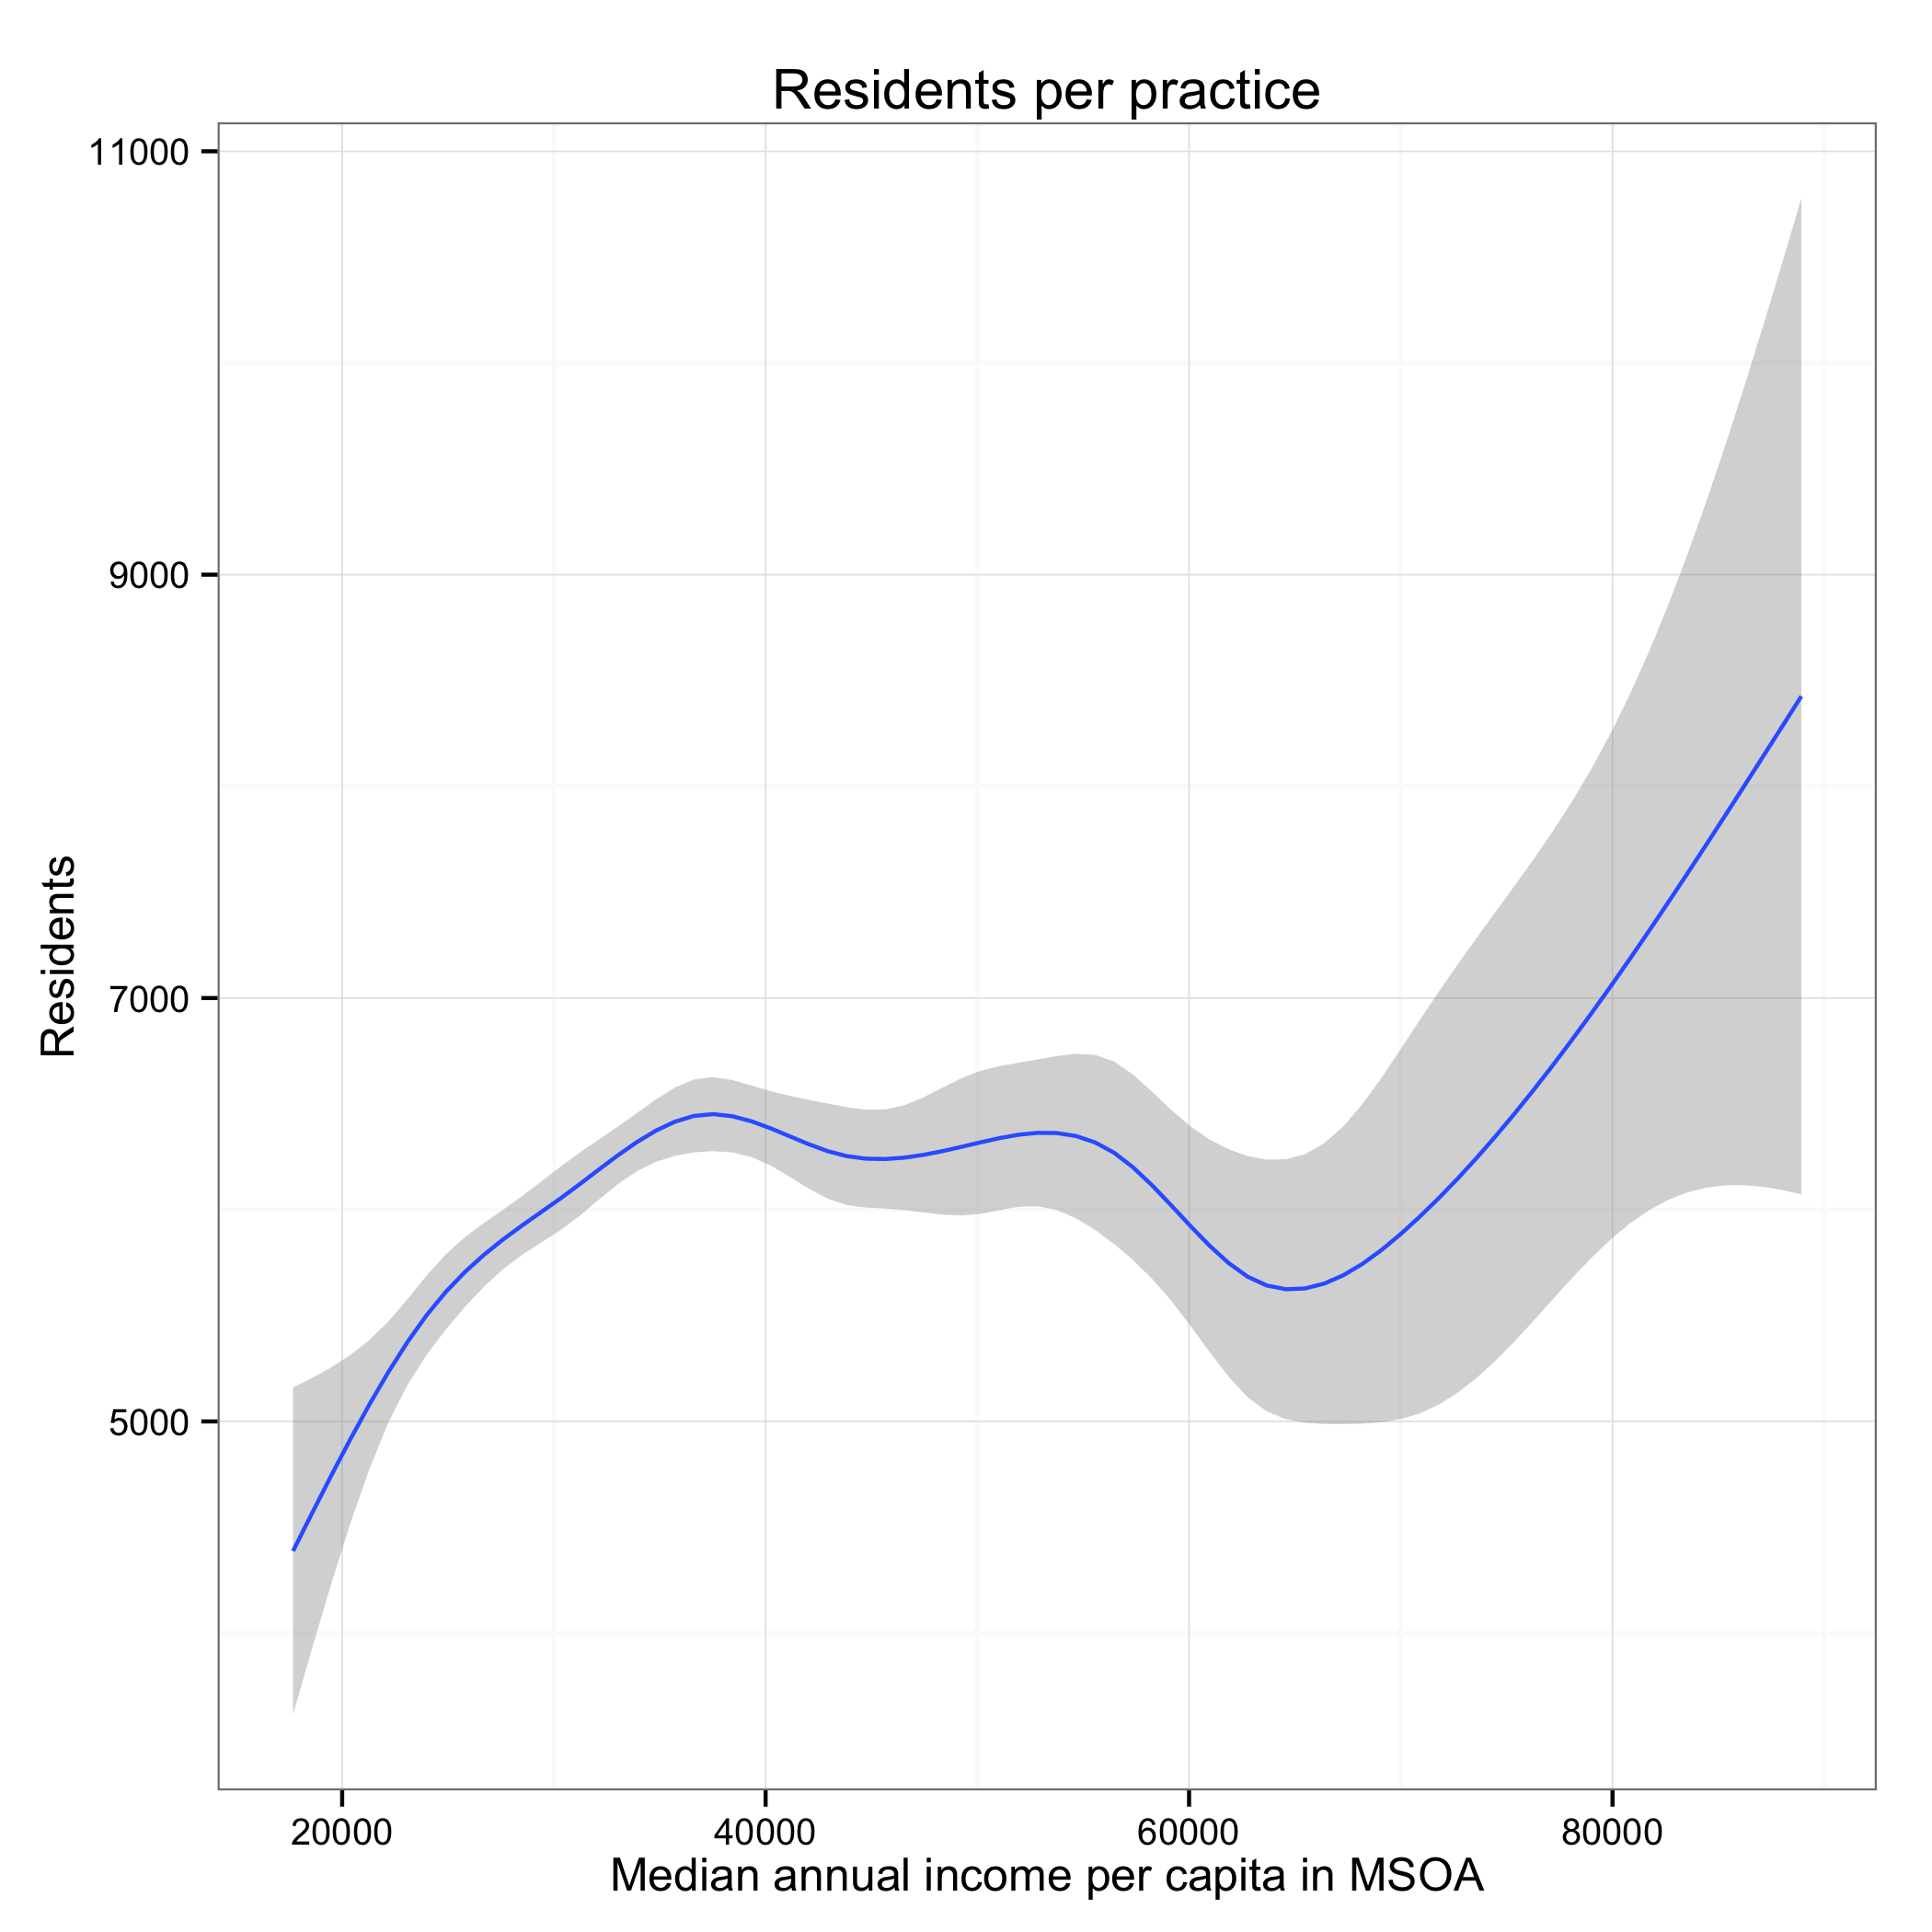 Residents per practice
11000
9000
7000
5000
Residents
20000 40000 60000 80000
Median annual income per capita in MSOA